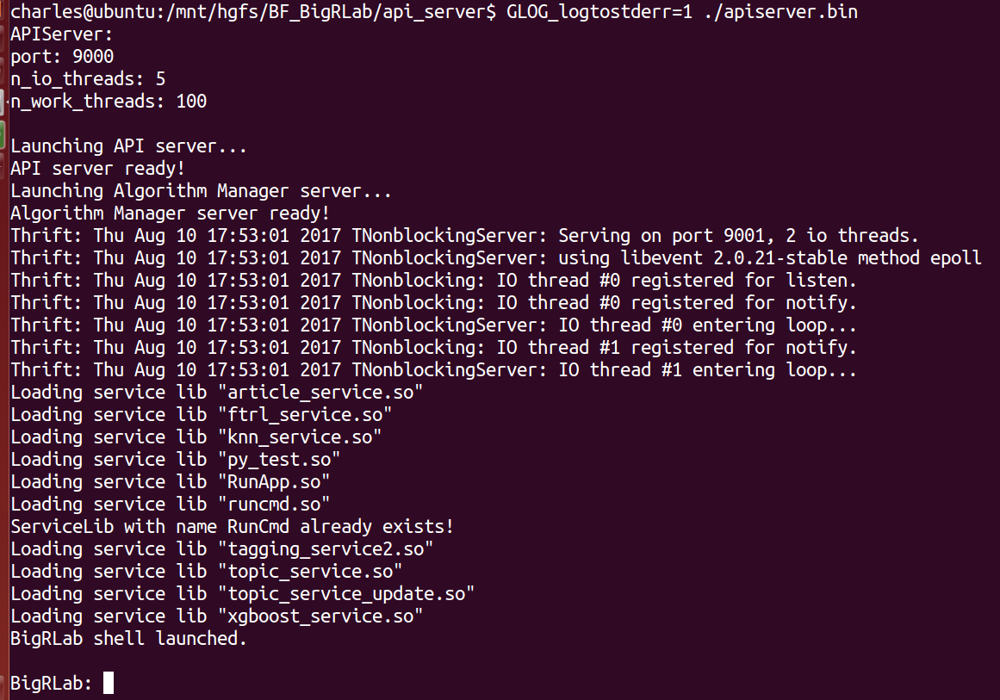 charles@ubuntu:/mnt/hgfs/BF_BigRLab/api_server$ GLOG_logtostderr=1 ./apiserver.bin
APIServer:
port: 9000
n_io_threads: 5
n_work_threads: 100
Launching API server...
API server ready!
Launching Algorithm Manager server...
Algorithm Manager server ready!
Thrift: Thu Aug 10 17:53:01 2017 TNonblockingServer: Serving on port 9001, 2 io threads.
Thrift: Thu Aug 10 17:53:01 2017 TNonblockingServer: using libevent 2.0.21-stable method epoll
Thrift: Thu Aug 10 17:53:01 2017 TNonblocking: IO thread #0 registered for listen.
Thrift: Thu Aug 10 17:53:01 2017 TNonblocking: IO thread #0 registered for notify.
Thrift: Thu Aug 10 17:53:01 2017 TNonblockingServer: IO thread #0 entering loop...
Thrift: Thu Aug 10 17:53:01 2017 TNonblocking: IO thread #1 registered for notify.
Thrift: Thu Aug 10 17:53:01 2017 TNonblockingServer: IO thread #1 entering loop...
Loading service lib "article_service.so"
Loading service lib "ftrl_service.so"
Loading service lib "knn_service.so"
Loading service lib "py_test.so"
Loading service lib "RunApp.so"
Loading service lib "runcmd.so"
ServiceLib with name RunCmd already exists!
Loading service lib "tagging_service2.so"
Loading service lib "topic_service.so"
Loading service lib "topic_service_update.so"
Loading service lib "xgboost_service.so"
BigRLab shell launched.
BigRLab: